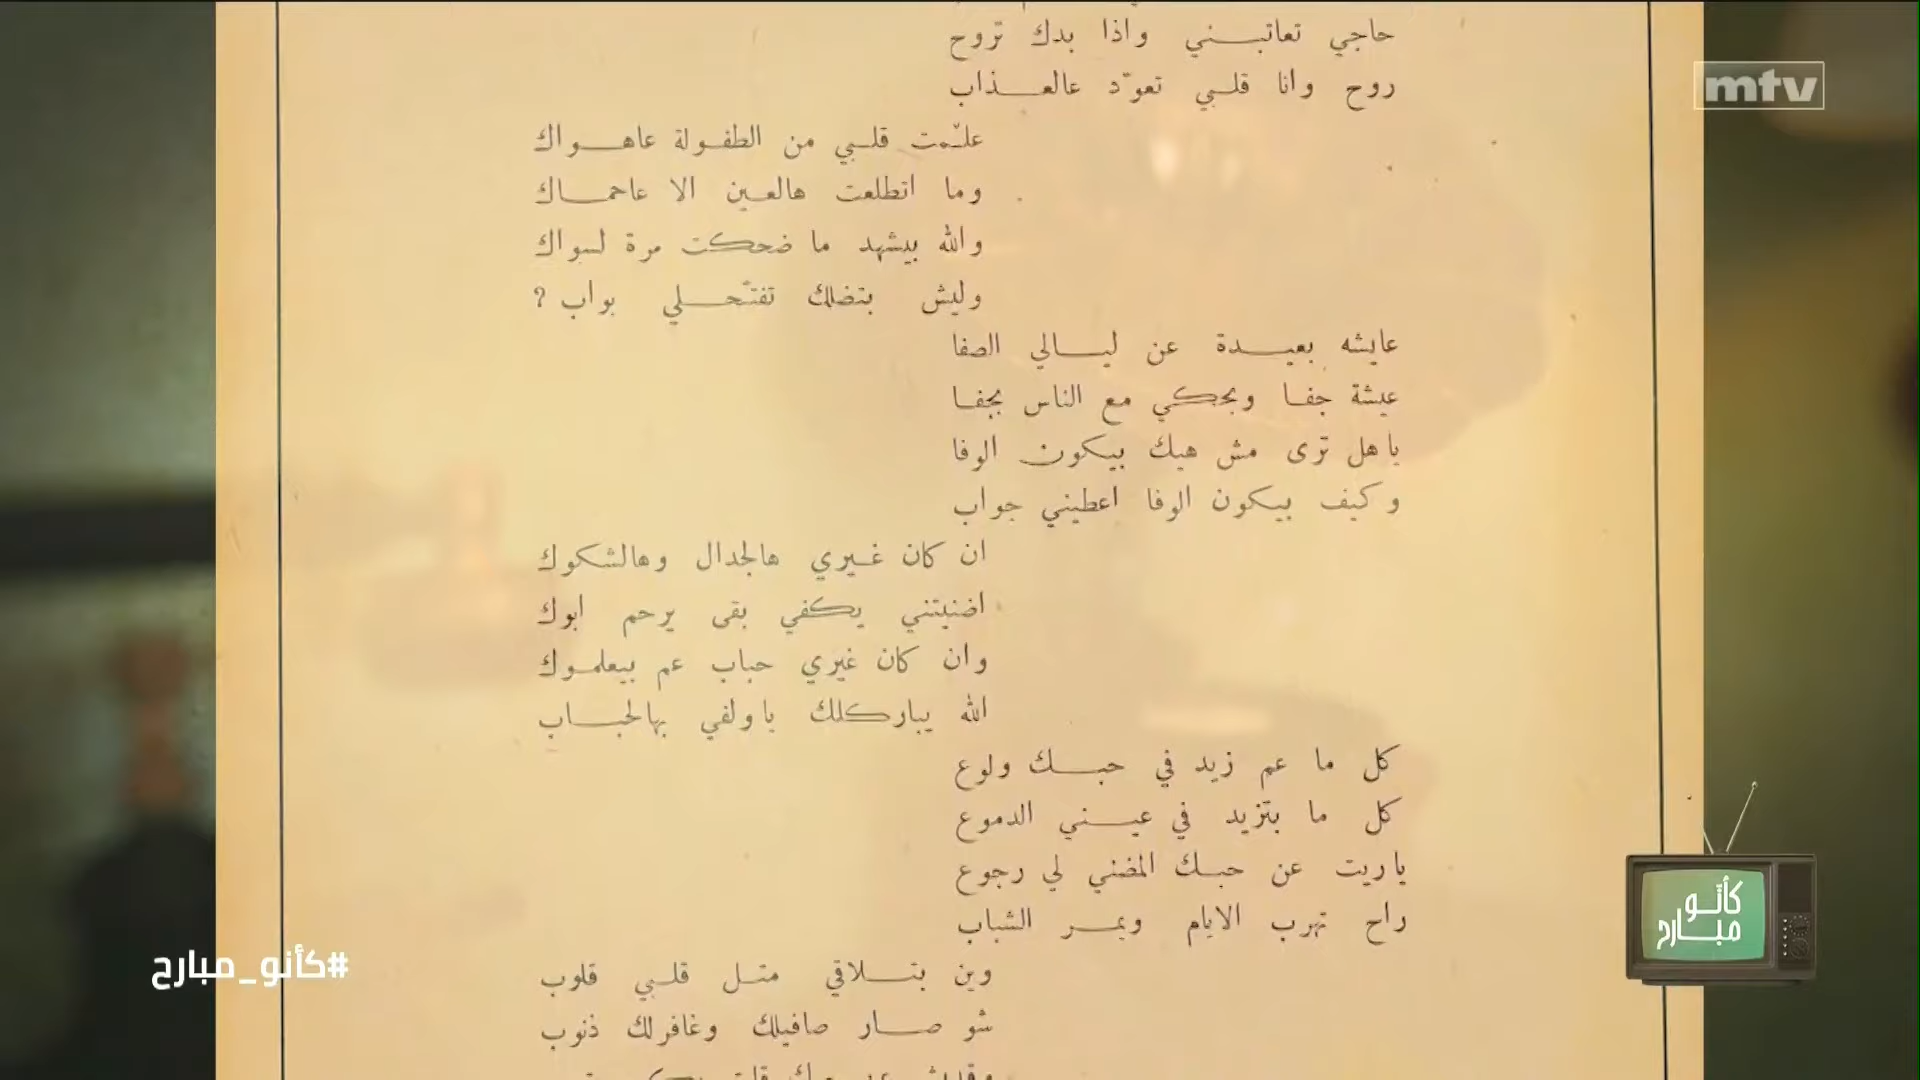 حاجي تعاتبني واذا بدك تروح
روح وانا قلبي تعوّد عالعذاب
علّمت قلبي من الطفولة عاهواك
وما اتطلعت هالعين الا عاحماك
والله بيشهد ما ضحكت مرة لسواك
وليش بتضلك تفتّحلي بواب ?
عايشه بعيدة عن ليالي الصفا
عيشة جفا وبحكي مع الناس بجفا
ياهل ترى مش هيك بيكون الوفا
وكيف بيكون الوفا اعطيني جواب
ان كان غيري هالجدال وهالشكوك
اضنيتني يكفي بقى يرحم ابوك
وان كان غيري حباب عم بيعلموك
الله يباركلك ياولفي بهالحباب
كل ما عم زيد في حبك ولوع
كل ما بتزيد في عيني الدموع
ياريت عن حبك المضني لي رجوع
راح تهرب الايام ويمر الشباب
وين بتلاقي متل قلبي قلوب
شو صار صافيلك وغافرلك ذنوب
mtv
كأنّو
مبارح
#كأنو_مبارح